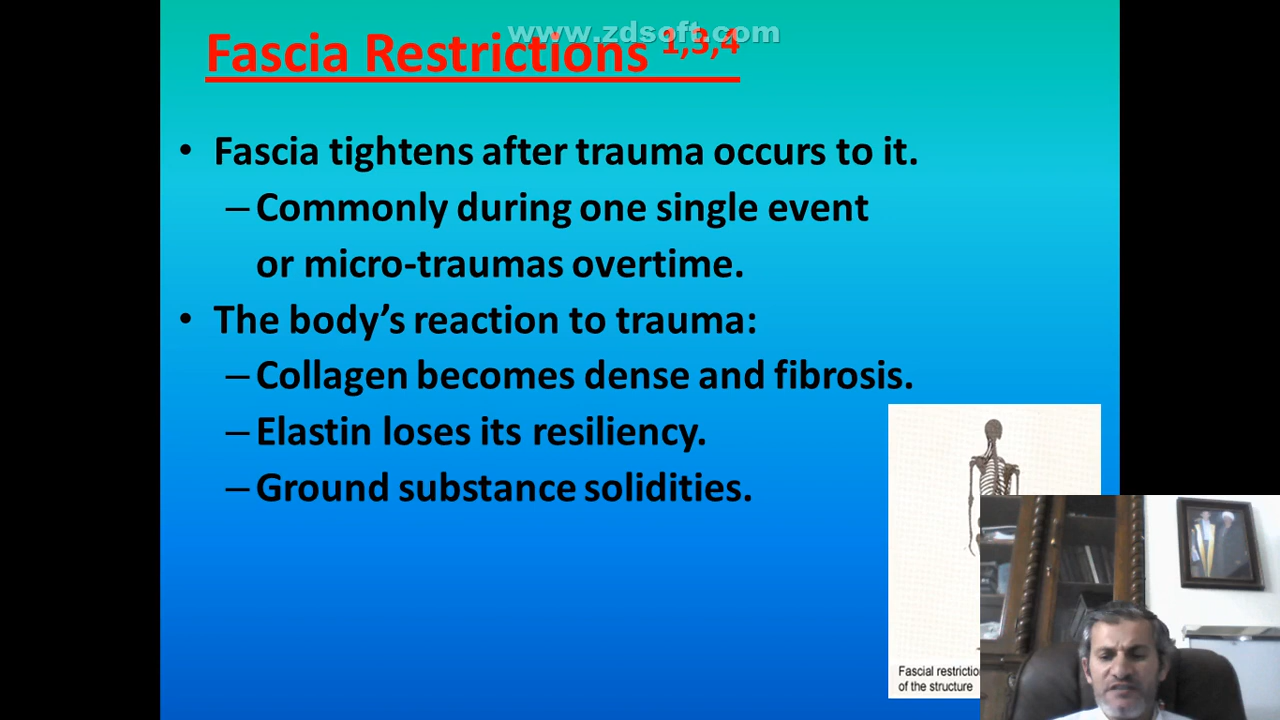 www.zdsoft.com
Fascia Restrictions 1,3,4
• Fascia tightens after trauma occurs to it.
– Commonly during one single event
or micro-traumas overtime.
• The body’s reaction to trauma:
– Collagen becomes dense and fibrosis.
– Elastin loses its resiliency.
– Ground substance solidities.
Fascial
of the structure